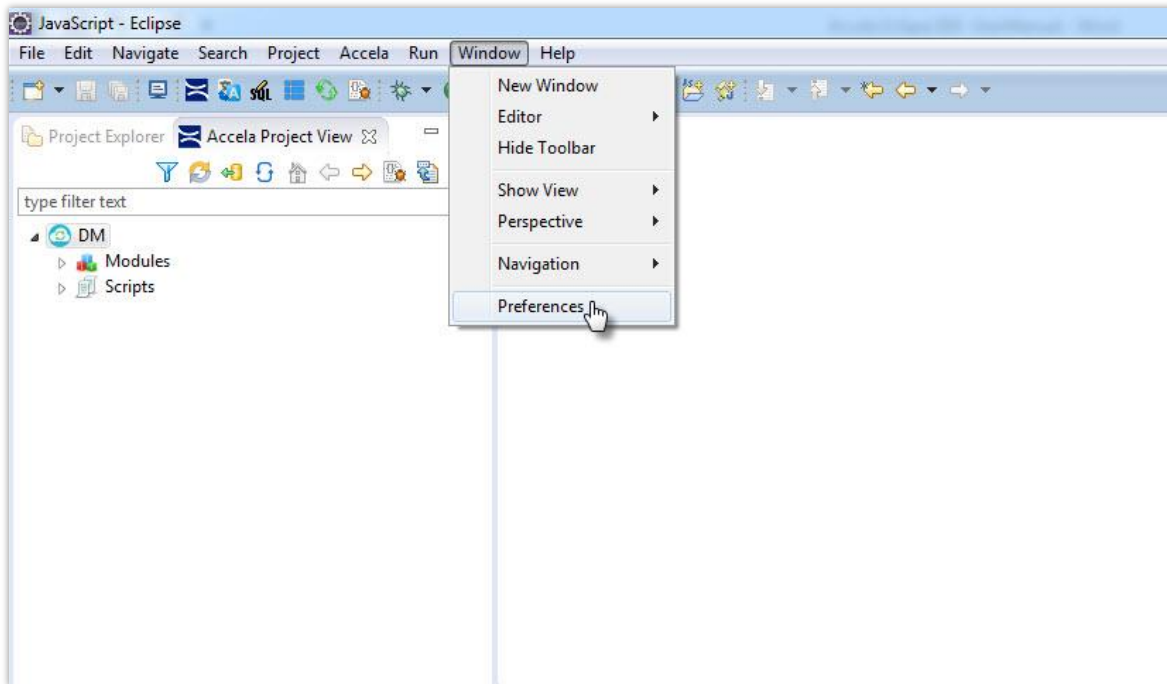 JavaScript - Eclipse
File Edit Navigate Search Project Accela Run Window Help
New Window
Editor
Hide Toolbar
Show View
Perspective
Navigation
Preferences
SQL
Project Explorer Accela Project View
type filter text
DM
Modules
Scripts